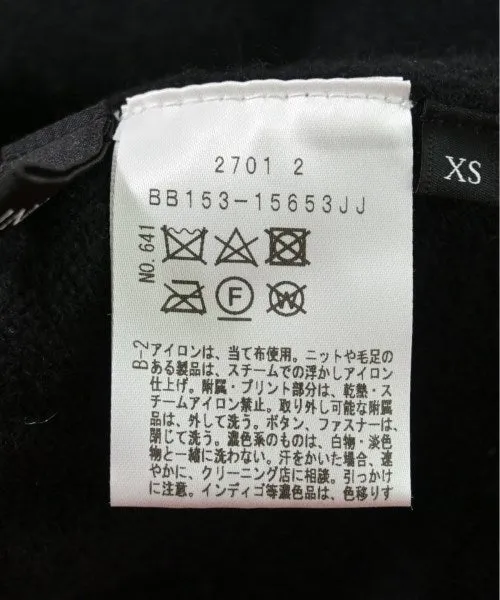 2701 2
BB153-15653JJ
XS
NO. 641
F
W
B-2
アイロンは、当て布使用。ニットや毛足の
ある製品は、スチームでの浮かしアイロン
仕上げ。附属・プリント部分は、乾熱・ス
チームアイロン禁止。取り外し可能な附属
品は、外して洗う。ボタン、ファスナーは、
閉じて洗う。濃色系のものは、白物・淡色
物と一緒に洗わない。汗をかいた場合、速
やかに、クリーニング店に相談。引っかけ
に注意。インディゴ等濃色品は、色移りす